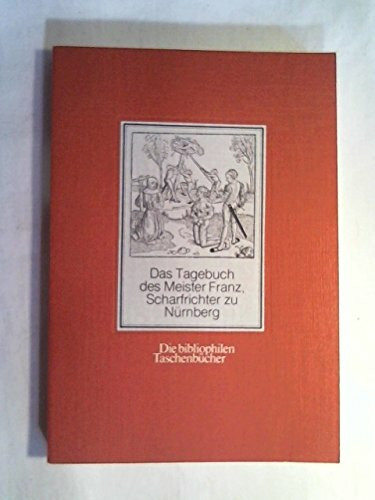 Das Tagebuch
des Meister Franz,
Scharfrichter zu
Nürnberg
Die bibliophilen
Taschenbücher